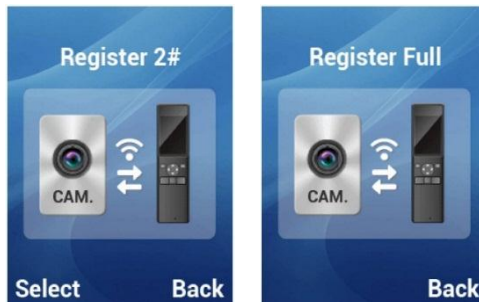 Register 2#
CAM.
Select Back
Register Full
CAM.
Back